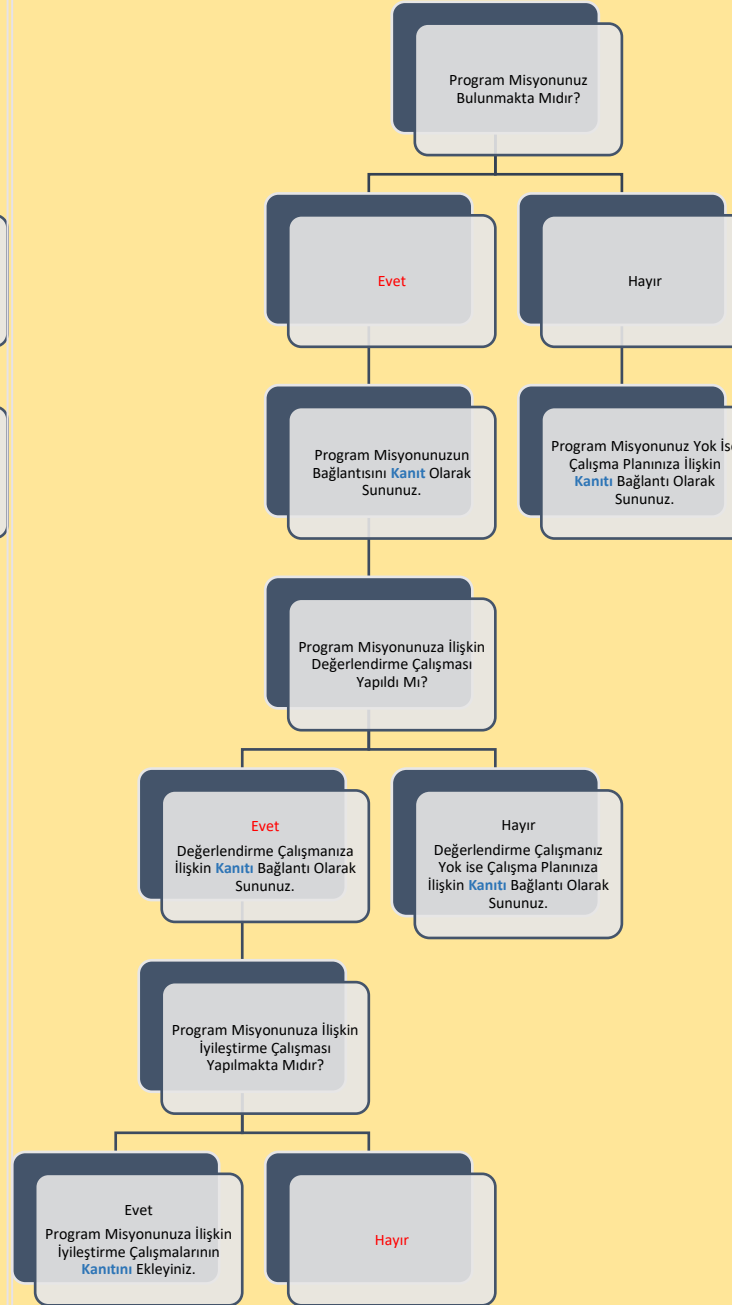 Program Misyonunuz
Bulunmakta Mıdır?
Evet
Hayır
Program Misyonunuzun
Bağlantısını Kanıt Olarak
Sununuz.
Program Misyonunuz Yok İse
Çalışma Planınıza İlişkin
Kanıtı Bağlantı Olarak
Sununuz.
Program Misyonunuza İlişkin
Değerlendirme Çalışması
Yapıldı Mı?
Evet
Değerlendirme Çalışmanıza
İlişkin Kanıtı Bağlantı Olarak
Sununuz.
Hayır
Değerlendirme Çalışmanız
Yok ise Çalışma Planınıza
İlişkin Kanıtı Bağlantı Olarak
Sununuz.
Program Misyonunuza İlişkin
İyileştirme Çalışması
Yapılmakta Mıdır?
Evet
Program Misyonunuza İlişkin
İyileştirme Çalışmalarının
Kanıtını Ekleyiniz.
Hayır